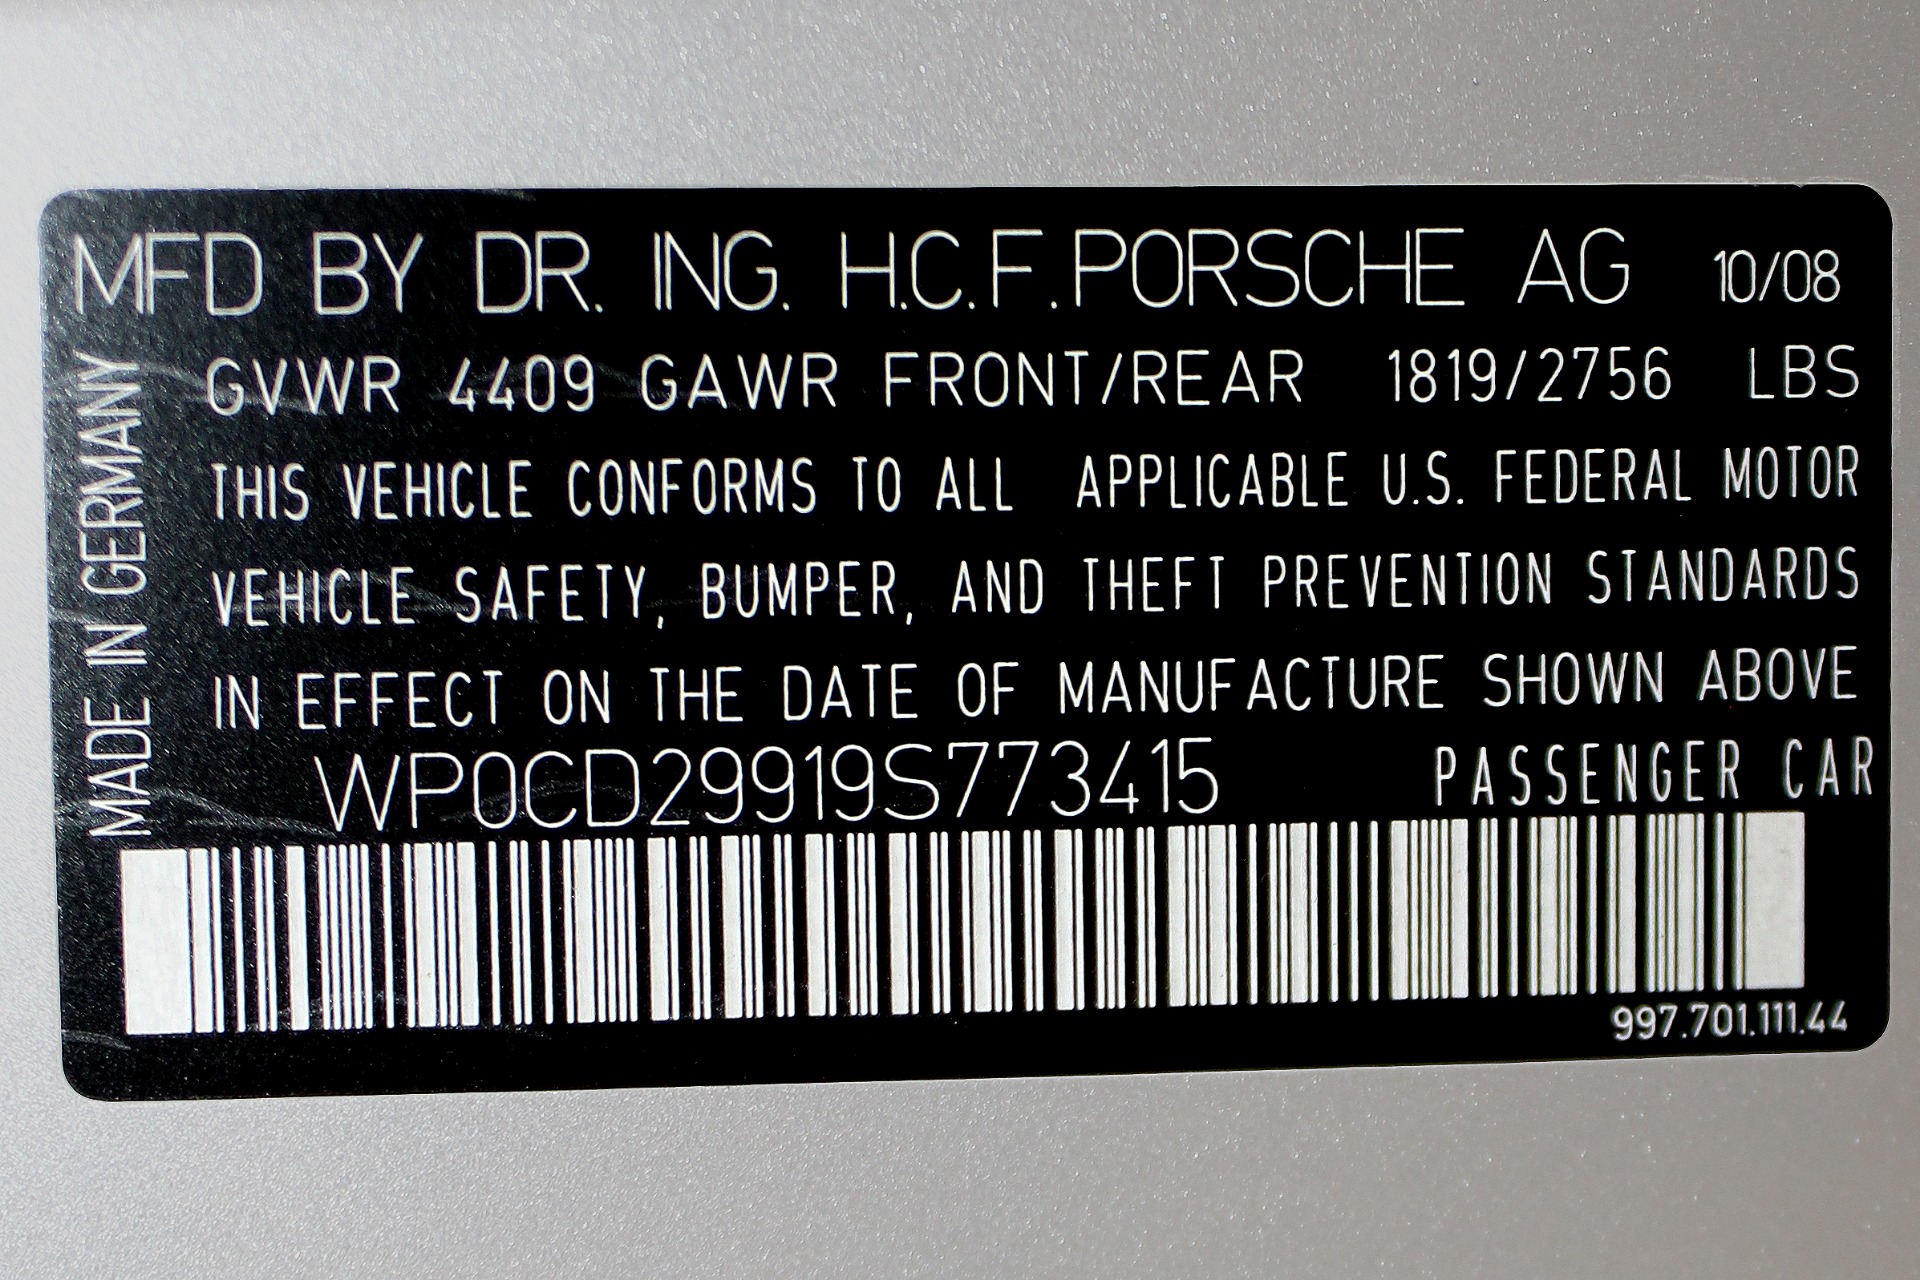 MFD BY DR. ING. H.C.F.PORSCHE AG 10/08
GVWR 4409 GAWR FRONT/REAR 1819/2756 LBS
THIS VEHICLE CONFORMS TO ALL APPLICABLE U.S. FEDERAL MOTOR
VEHICLE SAFETY, BUMPER, AND THEFT PREVENTION STANDARDS
IN EFFECT ON THE DATE OF MANUFACTURE SHOWN ABOVE
WP0CD29919S773415 PASSENGER CAR
997.701.111.44
MADE IN GERMANY